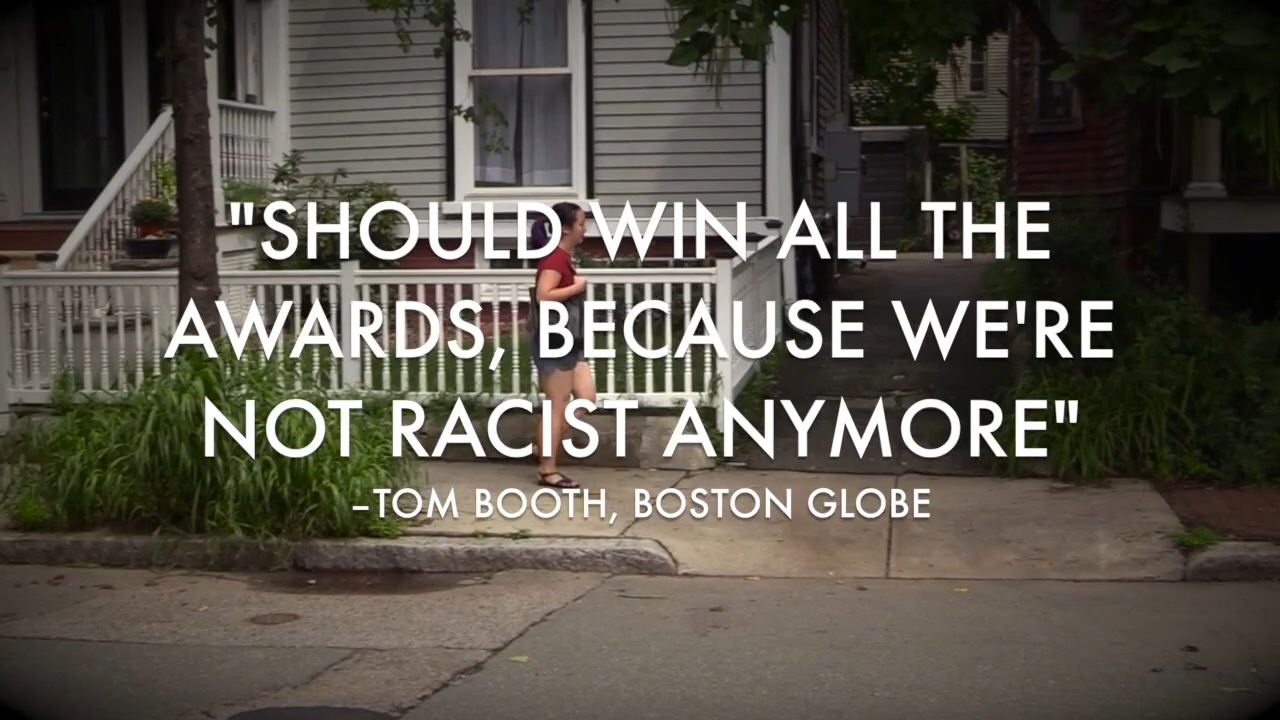 "SHOULD WIN ALL THE
AWARDS, BECAUSE WE'RE
NOT RACIST ANYMORE"
–TOM BOOTH, BOSTON GLOBE